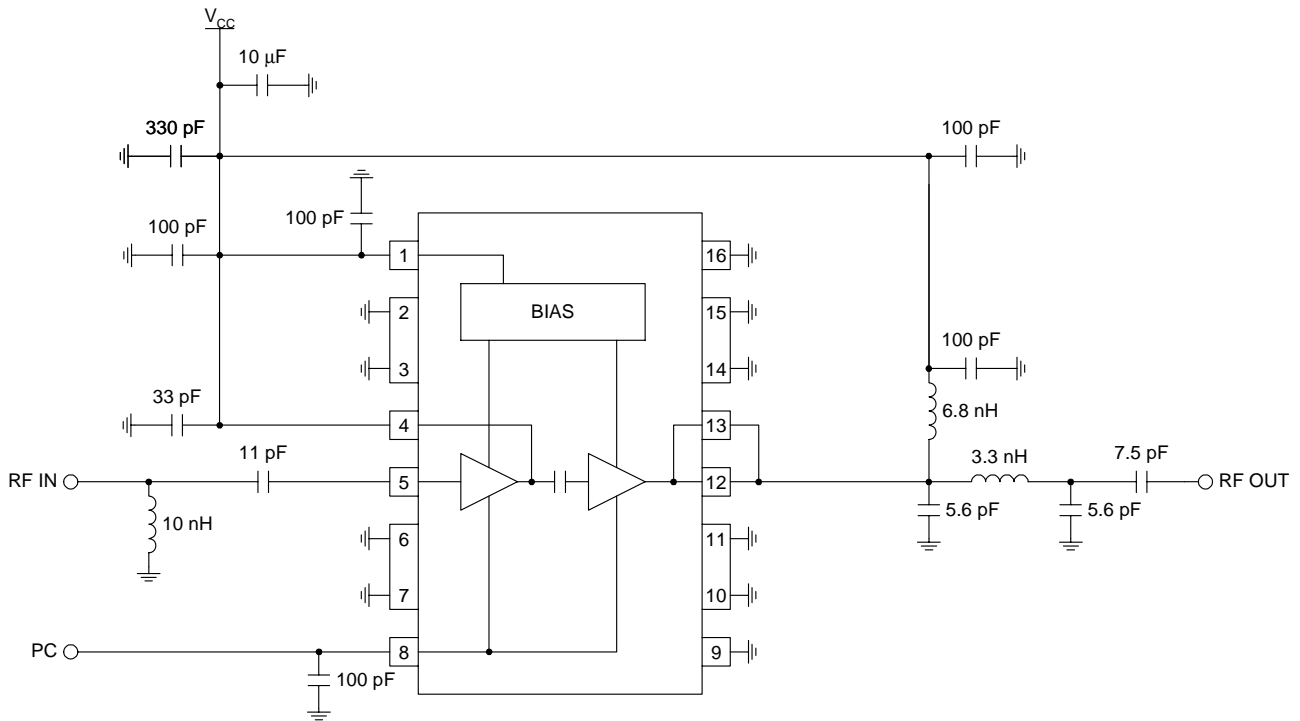 VCC
10 μF
330 pF
100 pF
100 pF
100 pF
1
16
2
BIAS
15
3
14
100 pF
33 pF
4
13
6.8 nH
RF IN
11 pF
5
12
3.3 nH
7.5 pF
RF OUT
10 nH
5.6 pF
5.6 pF
6
11
7
10
PC
8
9
100 pF